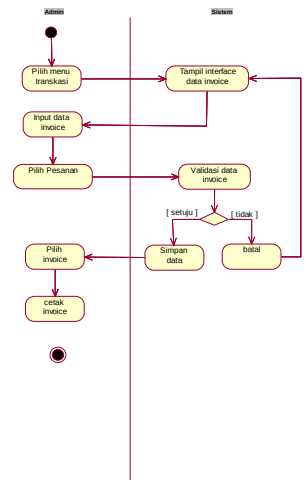 Admin
Sistem
Pilih menu
transkasi
Tampil interface
data invoice
Input data
invoice
Pilih Pesanan
Validasi data
invoice
[ setuju ]
[ tidak ]
Pilih
invoice
Simpan
data
batal
cetak
invoice